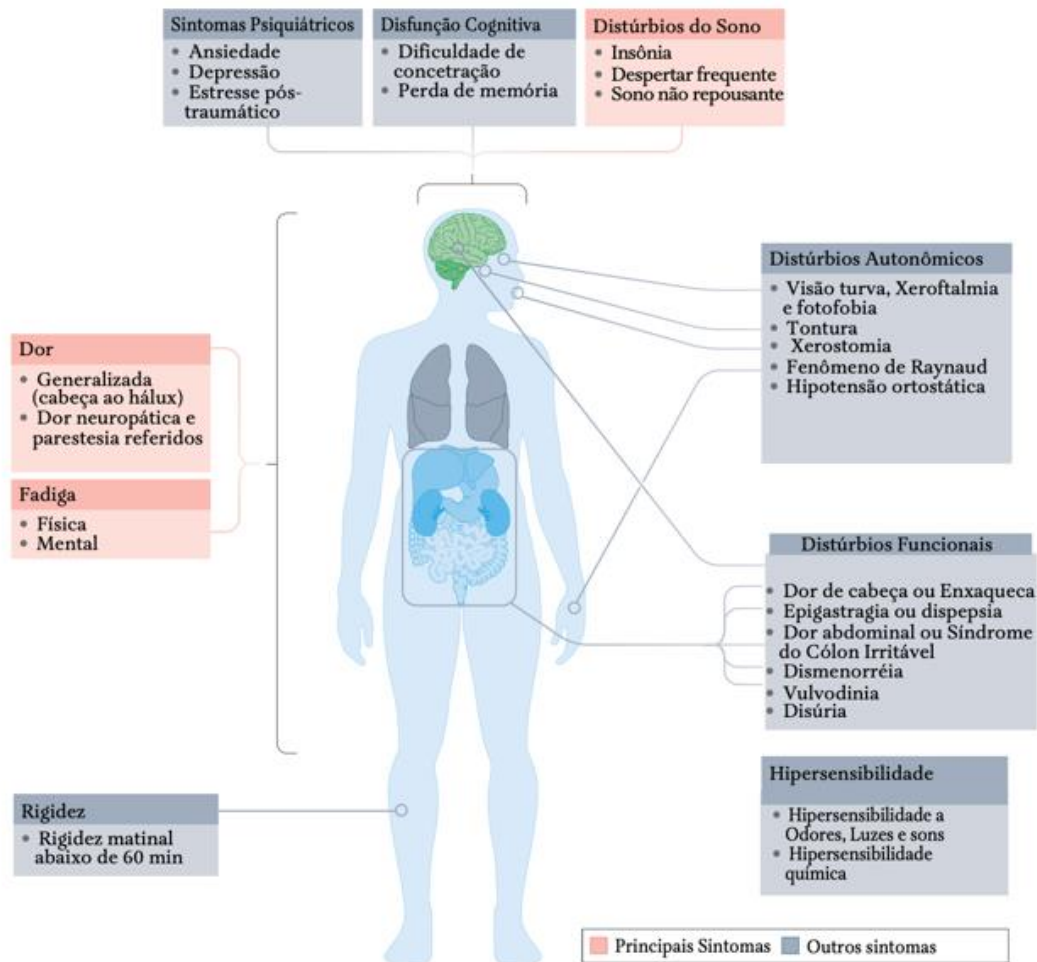 Sintomas Psiquiátricos
• Ansiedade
• Depressão
• Estresse pós-
traumático
Disfunção Cognitiva
• Dificuldade de
concetração
• Perda de memória
Distúrbios do Sono
• Insônia
• Despertar frequente
• Sono não repousante
Dor
• Generalizada
(cabeça ao hálux)
• Dor neuropática e
parestesia referidos
Fadiga
• Física
• Mental
Rigidez
• Rigidez matinal
abaixo de 60 min
Distúrbios Autonômicos
• Visão turva, Xeroftalmia
e fotofobia
• Tontura
• Xerostomia
• Fenômeno de Raynaud
• Hipotensão ortostática
Distúrbios Funcionais
• Dor de cabeça ou Enxaqueca
• Epigastragia ou dispepsia
• Dor abdominal ou Síndrome
do Cólon Irritável
• Dismenorréia
• Vulvodinia
• Disúria
Hipersensibilidade
• Hipersensibilidade a
Odores, Luzes e sons
• Hipersensibilidade
química
Principais Sintomas
Outros sintomas